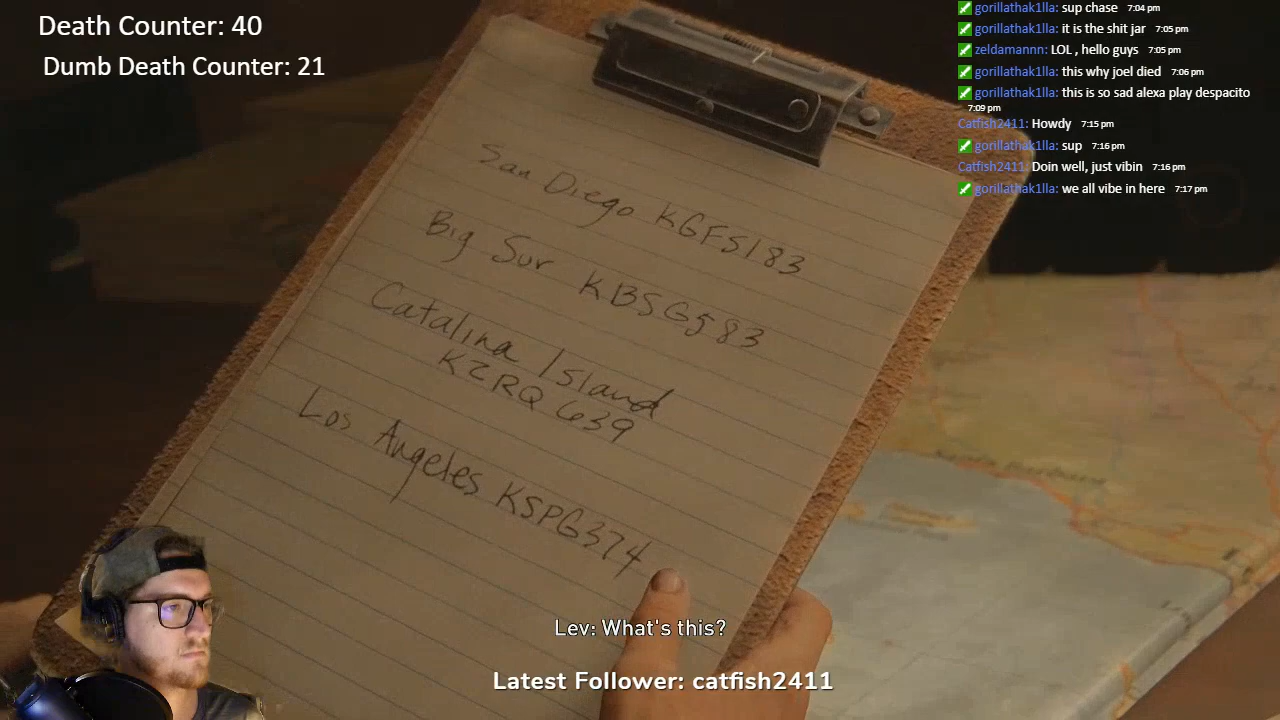 Death Counter: 40
Dumb Death Counter: 21
gorillathak1lla: sup chase 7:04 pm
gorillathak1lla: it is the shit jar 7:05 pm
zeldamannn: LOL , hello guys 7:05 pm
gorillathak1lla: this why joel died 7:06 pm
gorillathak1lla: this is so sad alexa play despacito
7:09 pm
Catfish2411: Howdy 7:15 pm
gorillathak1lla: sup 7:16 pm
Catfish2411: Doin well, just vibin 7:16 pm
gorillathak1lla: we all vibe in here 7:17 pm
San Diego KGFS183
Big Sur KBSG583
Catalina Island
KZRQ639
Los Angeles KSPG374
Lev: What's this?
Latest Follower: catfish2411